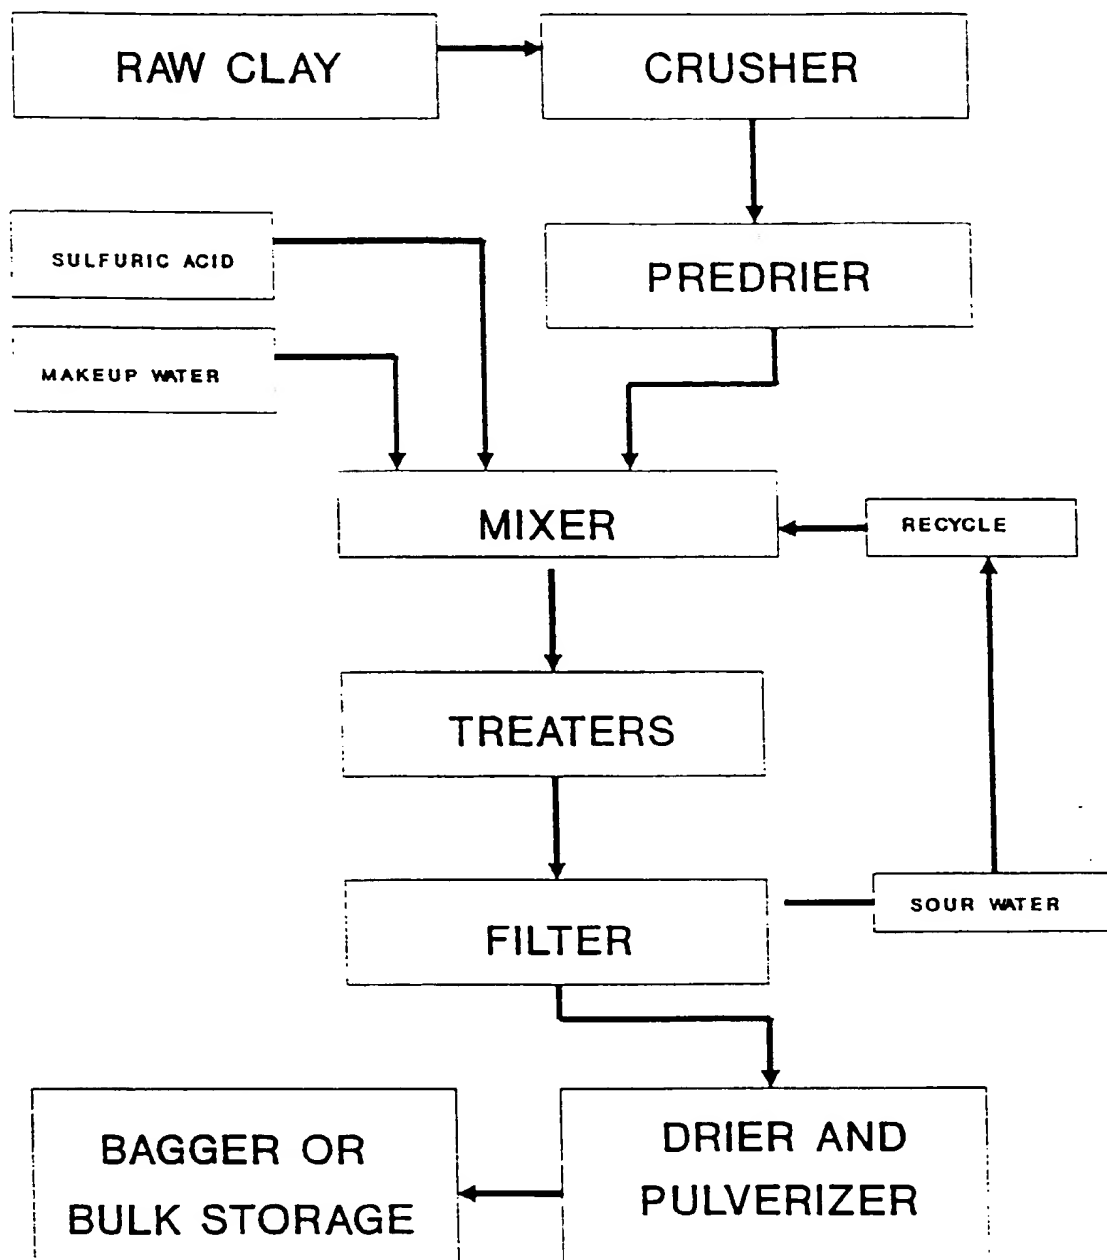 RAW CLAY
CRUSHER
SULFURIC ACID
PREDRIER
MAKEUP WATER
MIXER
RECYCLE
TREATERS
FILTER
SOUR WATER
BAGGER OR
BULK STORAGE
DRIER AND
PULVERIZER